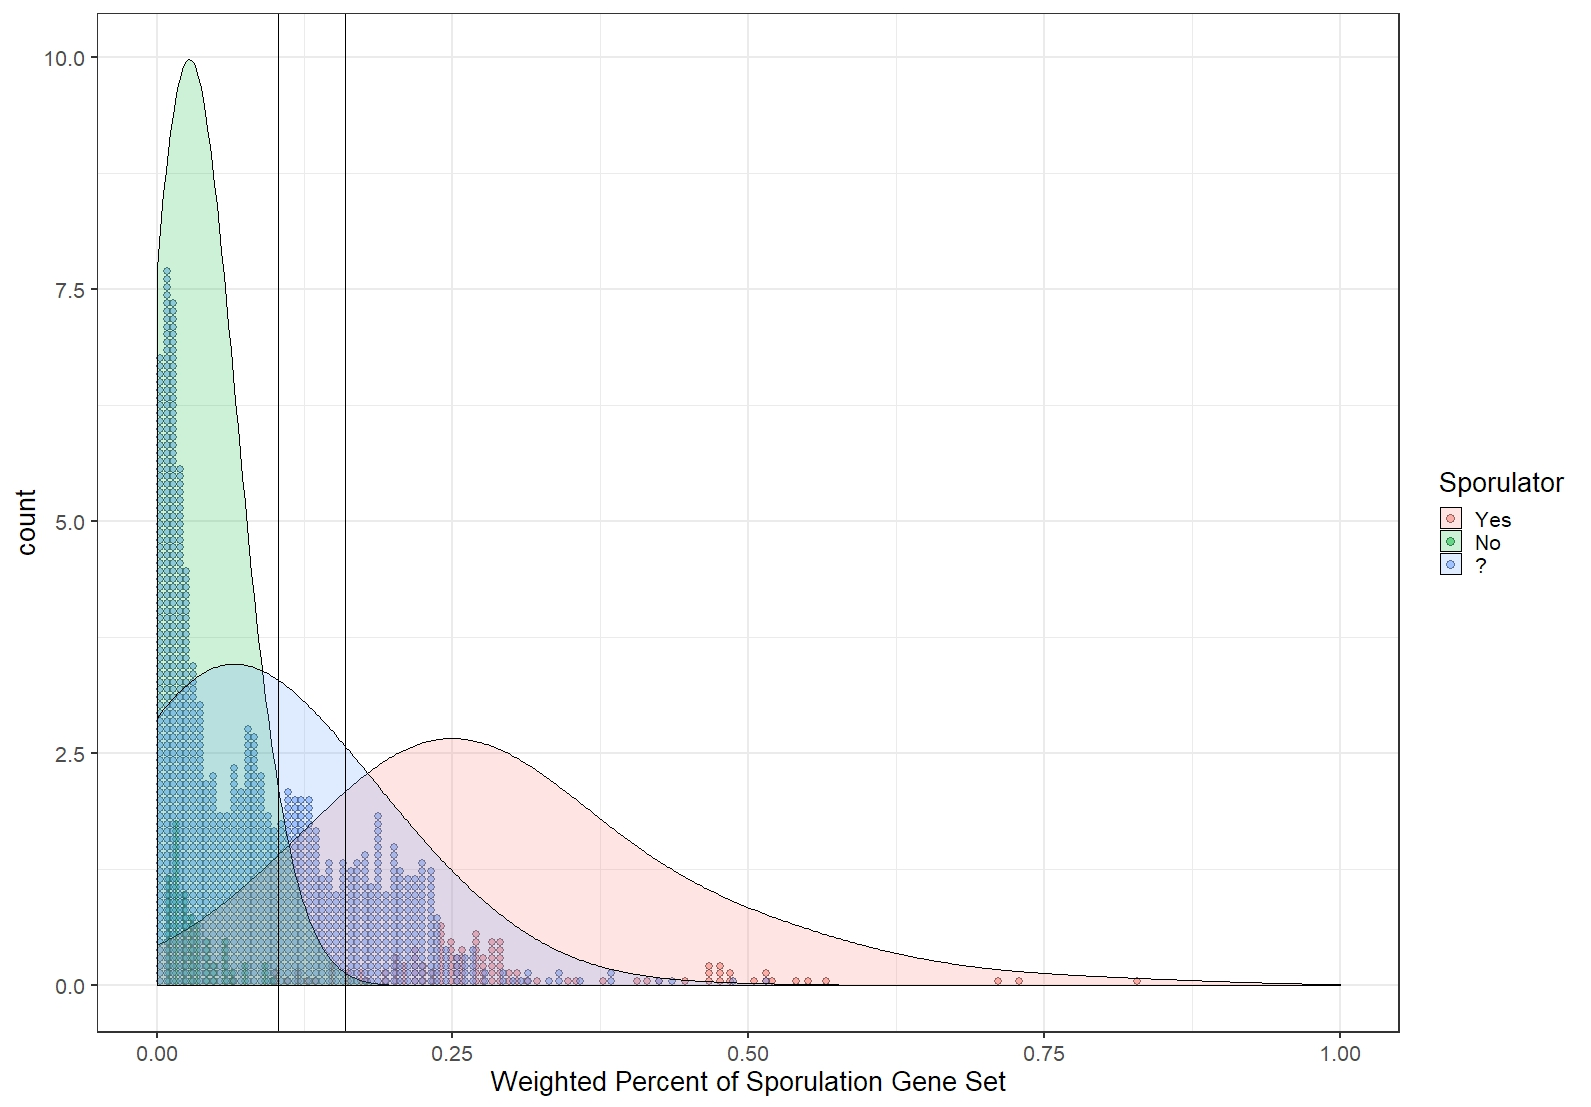 10.0
7.5
5.0
2.5
0.0
count
0.00
0.25
0.50
0.75
1.00
Weighted Percent of Sporulation Gene Set
Sporulator
Yes
No
?